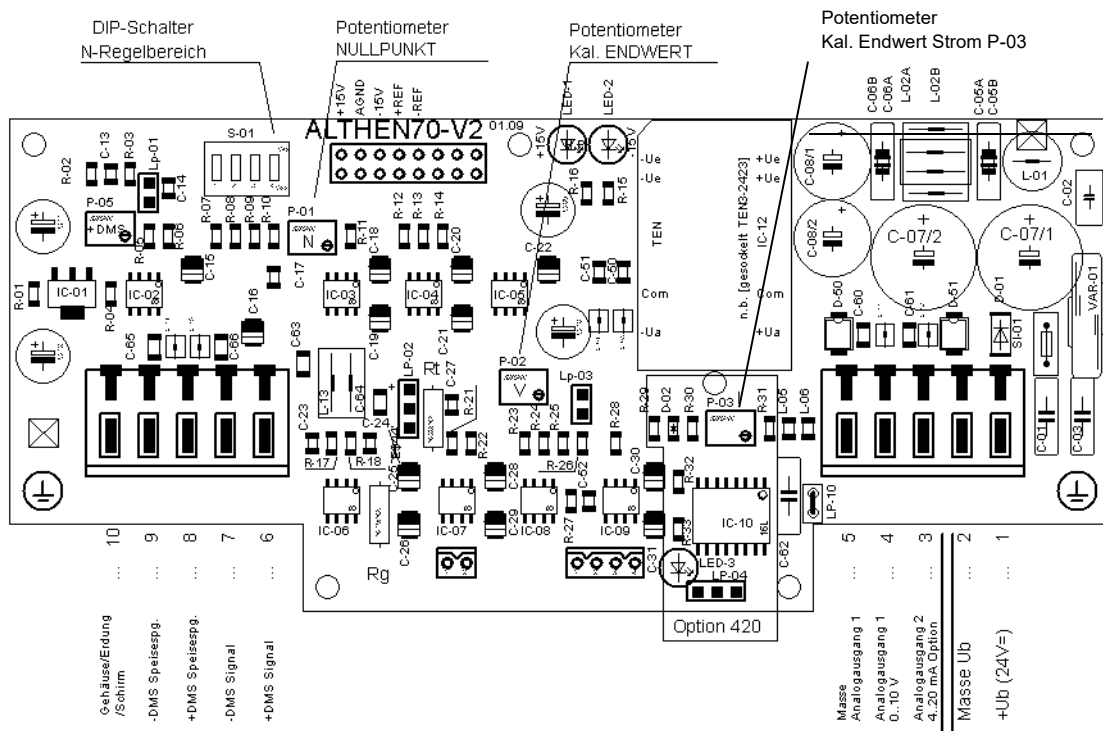 DIP-Schalter
N-Regelbereich
Potentiometer
NULLPUNKT
Potentiometer
Kal. ENDWERT
Potentiometer
Kal. Endwert Strom P-03
+15V
AGND
-15V
+REF
-REF
LED-1
LED-2
C-06B
C-06A
L-02A
L-02B
C-05A
C-05B
ALTHEN70-V2
01.09
+15V
-15V
S-01
R-02
C-13
R-03
Lp-01
C-14
P-05
+DMS
R-05
R-06
R-07
R-08
R-09
R-10
P-01
N
R-11
C-18
R-12
R-13
R-14
C-20
C-22
R-16
R-15
-Ue
-Ue
+Ue
+Ue
TEN
IC-12
n.b. [gesockelt TEN3-2423]
Com
Com
-Ua
+Ua
C-08/1
C-08/2
C-07/2
C-07/1
L-01
C-02
VAR-01
R-01
IC-01
R-04
IC-02
C-15
C-16
C-17
IC-03
IC-04
IC-05
C-51
C-50
D-50
C-60
C-61
D-51
D-01
SI-01
C-65
C-66
C-63
C-19
C-21
L-13
C-64
LP-02
Rt
C-27
R-21
P-02
V
Lp-03
P-03
R-29
D-02
R-30
R-31
L-05
L-06
C-01
C-03
C-23
R-17
R-18
C-24
C-25
R-22
R-23
R-24
R-25
R-26
R-28
C-28
C-52
C-30
R-32
IC-06
Rg
C-26
IC-07
C-29
IC-08
R-27
IC-09
C-31
R-33
IC-10
16L
C-62
LP-10
LED-3
LP-04
Option 420
10 ... Gehäuse/Erdung
/Schirm
9 ... -DMS Speisespg.
8 ... +DMS Speisespg.
7 ... -DMS Signal
6 ... +DMS Signal
5 ... Masse
Analogausgang 1
4 ... Analogausgang 1
0..10 V
3 ... Analogausgang 2
4..20 mA Option
2 ... Masse Ub
1 ... +Ub (24V=)